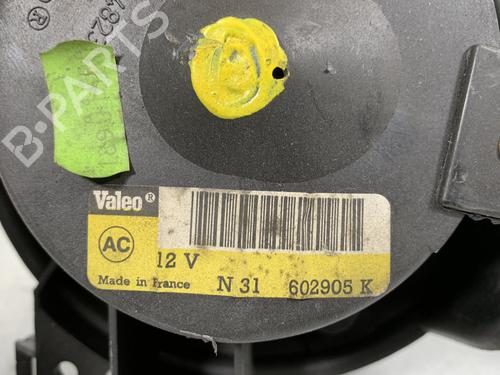 B-PARTS
Valeo®
AC
12 V
Made in France
N 31 602905 K